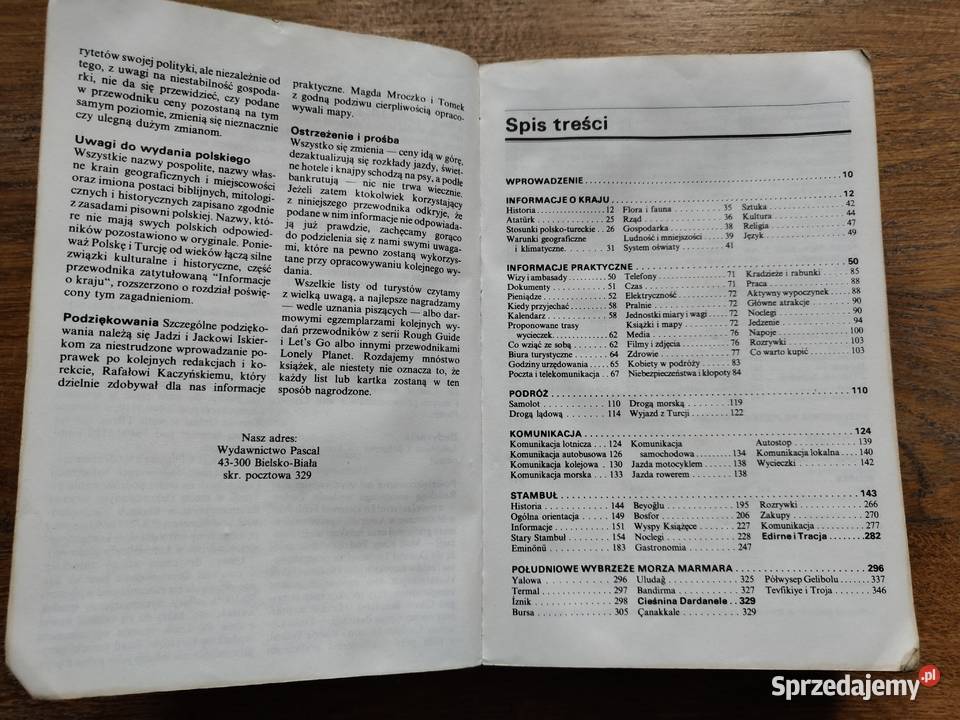 rytetów swojej polityki, ale niezależnie od
tego, z uwagi na niestabilność gospodar-
ki, nie da się przewidzieć, czy podane
w przewodniku ceny pozostaną na tym
samym poziomie, zmienią się nieznacznie
czy ulegną dużym zmianom.
Uwagi do wydania polskiego
Wszystkie nazwy pospolite, nazwy włas-
ne krain geograficznych i miejscowości
oraz imiona postaci biblijnych, mitologi-
cznych i historycznych zapisano zgodnie
z zasadami pisowni polskiej. Nazwy, któ-
re nie mają swych polskich odpowied-
ników pozostawiono w oryginale. Ponie-
waż Polskę i Turcję od wieków łączą silne
związki kulturalne i historyczne, część
przewodnika zatytułowaną "Informacje
o kraju", rozszerzono o rozdział poświę-
cony tym zagadnieniom.
Podziękowania Szczególne podzięko-
wania należą się Jadzi i Jackowi Iskier-
kom za niestrudzone wprowadzanie po-
prawek po kolejnych redakcjach i ko-
rekcie, Rafałowi Kaczyńskiemu, który
dzielnie zdobywał dla nas informacje
praktyczne. Magda Mroczko i Tomek
z godną podziwu cierpliwością opraco-
wywali mapy.
Ostrzeżenie i prośba
Wszystko się zmienia — ceny idą w górę,
dezaktualizują się rozkłady jazdy, świet-
ne hotele i knajpy schodzą na psy, a podłe
bankrutują — nic nie trwa wiecznie.
Jeżeli zatem ktokolwiek korzystający
z niniejszego przewodnika odkryje, że
podane w nim informacje nie odpowiada-
ją już prawdzie, zachęcamy gorąco
do podzielenia się z nami swymi uwaga-
mi, które na pewno zostaną wykorzys-
tane przy opracowywaniu kolejnego wy-
dania.
Wszelkie listy od turystów czytamy
z wielką uwagą, a najlepsze nagradzamy
— wedle uznania piszących — albo dar-
mowymi egzemplarzami kolejnych wy-
dań przewodników z serii Rough Guide
i Let's Go albo innymi przewodnikami
Lonely Planet. Rozdajemy mnóstwo
książek, ale niestety nie oznacza to, że
każdy list lub kartka zostaną w ten
sposób nagrodzone.
Nasz adres:
Wydawnictwo Pascal
43-300 Bielsko-Biała
skr. pocztowa 329
Spis treści
WPROWADZENIE 10
INFORMACJE O KRAJU 12
Historia 12 Flora i fauna 35 Sztuka 42
Atatürk 25 Rząd 36 Kultura 44
Stosunki polsko-tureckie 26 Gospodarka 38 Religia 47
Warunki geograficzne Ludność i mniejszości 39 Język 49
i klimatyczne 31 System oświaty 41
INFORMACJE PRAKTYCZNE 50
Wizy i ambasady 50 Telefony 71 Kradzieże i rabunki 85
Dokumenty 51 Czas 71 Praca 88
Pieniądze 52 Elektryczność 72 Aktywny wypoczynek 88
Kiedy przyjechać 58 Pralnie 72 Główne atrakcje 90
Kalendarz 58 Jednostki miary i wagi 72 Noclegi 90
Proponowane trasy Książki i mapy 72 Jedzenie 94
wycieczek 62 Media 76 Napoje 100
Co wziąć ze sobą 62 Filmy i zdjęcia 76 Rozrywki 103
Biura turystyczne 64 Zdrowie 77 Co warto kupić 103
Godziny urzędowania 65 Kobiety w podróży 83
Poczta i telekomunikacja 67 Niebezpieczeństwa i kłopoty 84
PODRÓŻ 110
Samolot 110 Drogą morską 119
Drogą lądową 114 Wyjazd z Turcji 122
KOMUNIKACJA 124
Komunikacja lotnicza 124 Komunikacja Autostop 139
Komunikacja autobusowa 126 samochodowa 134 Komunikacja lokalna 140
Komunikacja kolejowa 130 Jazda motocyklem 138 Wycieczki 142
Komunikacja morska 133 Jazda rowerem 138
STAMBUŁ 143
Historia 144 Beyoğlu 195 Rozrywki 266
Ogólna orientacja 149 Bosfor 206 Zakupy 270
Informacje 151 Wyspy Książęce 227 Komunikacja 277
Stary Stambuł 154 Noclegi 228 Edirne i Tracja 282
Eminönü 183 Gastronomia 247
POŁUDNIOWE WYBRZEŻE MORZA MARMARA 296
Yalowa 296 Uludağ 325 Półwysep Gelibolu 337
Termal 297 Bandirma 327 Tevfikiye i Troja 346
İznik 298 Cieśnina Dardanele 329
Bursa 305 Çanakkale 329
Sprzedajemy.pl